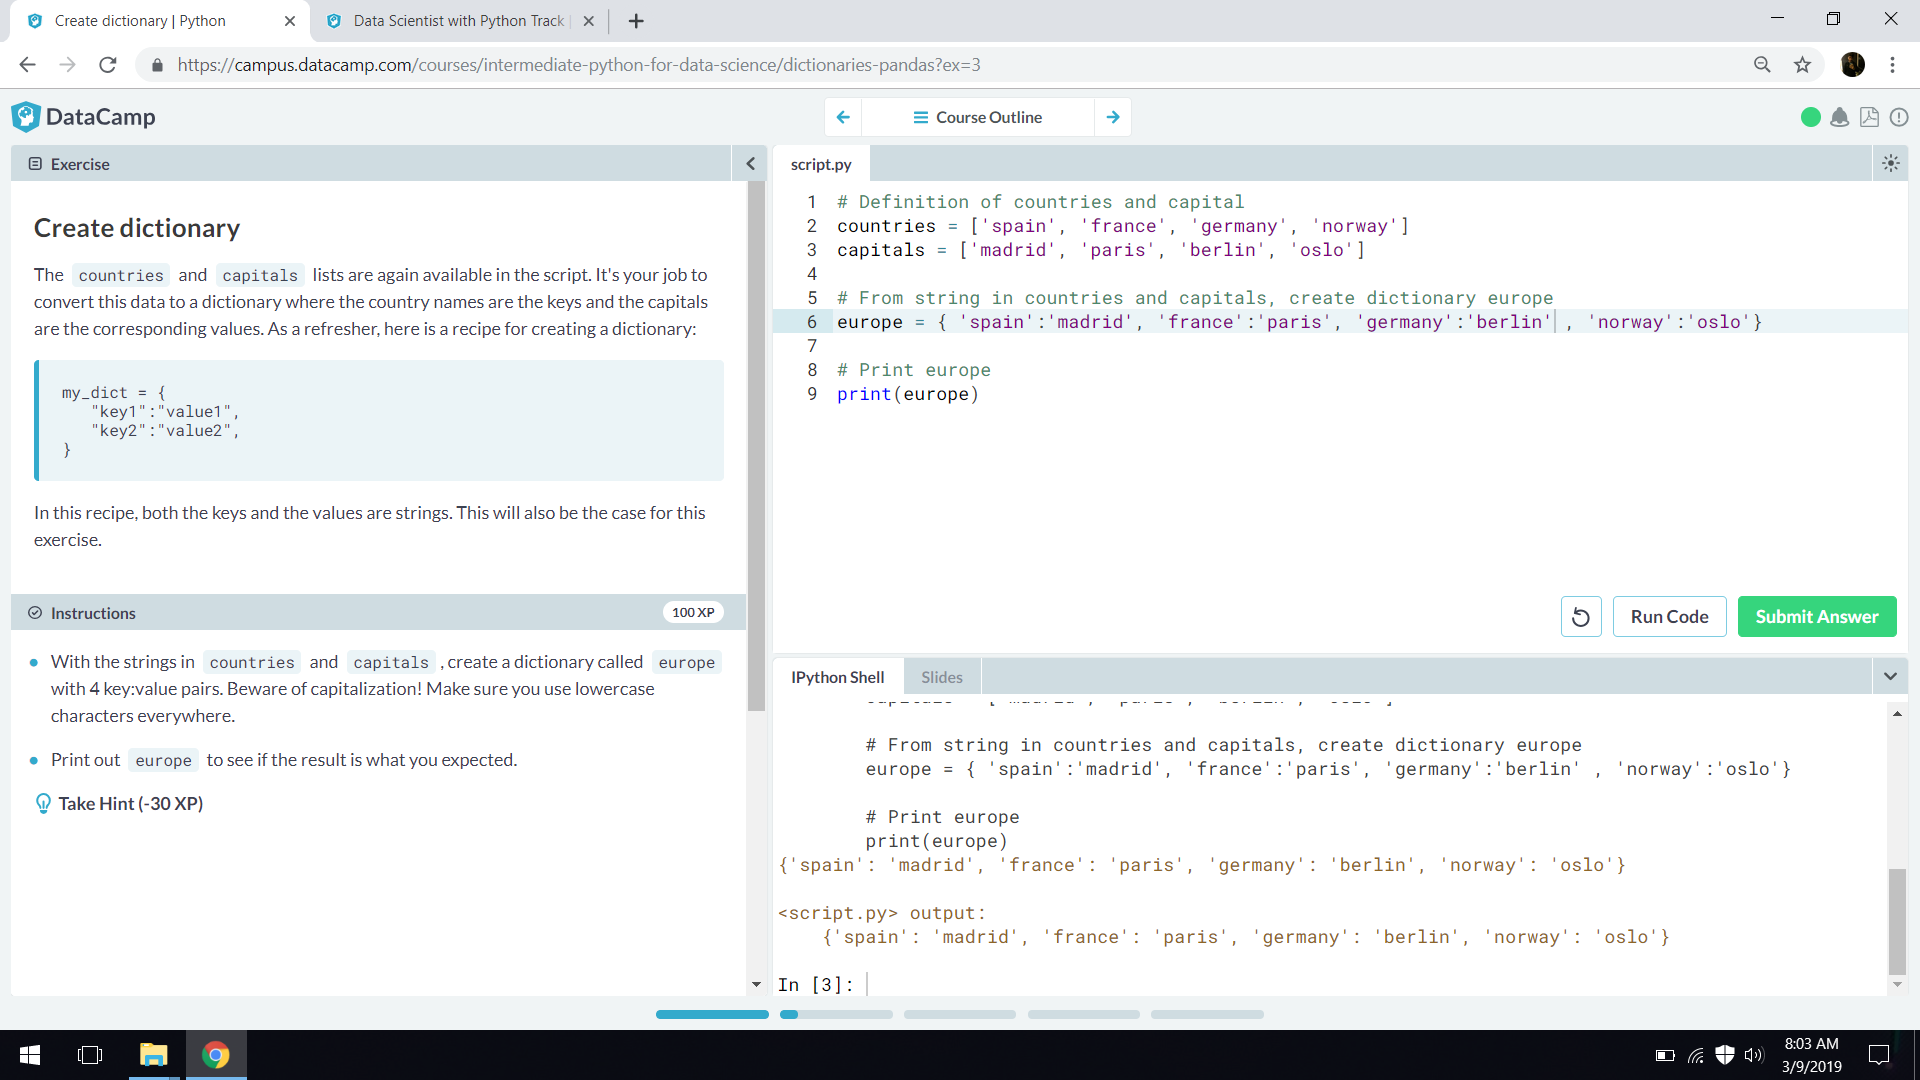 Create dictionary | Python
Data Scientist with Python Track
https://campus.datacamp.com/courses/intermediate-python-for-data-science/dictionaries-pandas?ex=3
DataCamp
Course Outline
Exercise
Create dictionary
The countries and capitals lists are again available in the script. It's your job to
convert this data to a dictionary where the country names are the keys and the capitals
are the corresponding values. As a refresher, here is a recipe for creating a dictionary:
my_dict = {
"key1":"value1",
"key2":"value2",
}
In this recipe, both the keys and the values are strings. This will also be the case for this
exercise.
Instructions
100 XP
With the strings in countries and capitals , create a dictionary called europe
with 4 key:value pairs. Beware of capitalization! Make sure you use lowercase
characters everywhere.
Print out europe to see if the result is what you expected.
Take Hint (-30 XP)
script.py
1 # Definition of countries and capital
2 countries = ['spain', 'france', 'germany', 'norway']
3 capitals = ['madrid', 'paris', 'berlin', 'oslo']
4
5 # From string in countries and capitals, create dictionary europe
6 europe = { 'spain':'madrid', 'france':'paris', 'germany':'berlin' , 'norway':'oslo'}
7
8 # Print europe
9 print(europe)
Run Code
Submit Answer
IPython Shell
Slides
# From string in countries and capitals, create dictionary europe
europe = { 'spain':'madrid', 'france':'paris', 'germany':'berlin' , 'norway':'oslo'}
# Print europe
print(europe)
{'spain': 'madrid', 'france': 'paris', 'germany': 'berlin', 'norway': 'oslo'}
<script.py> output:
{'spain': 'madrid', 'france': 'paris', 'germany': 'berlin', 'norway': 'oslo'}
In [3]:
8:03 AM
3/9/2019